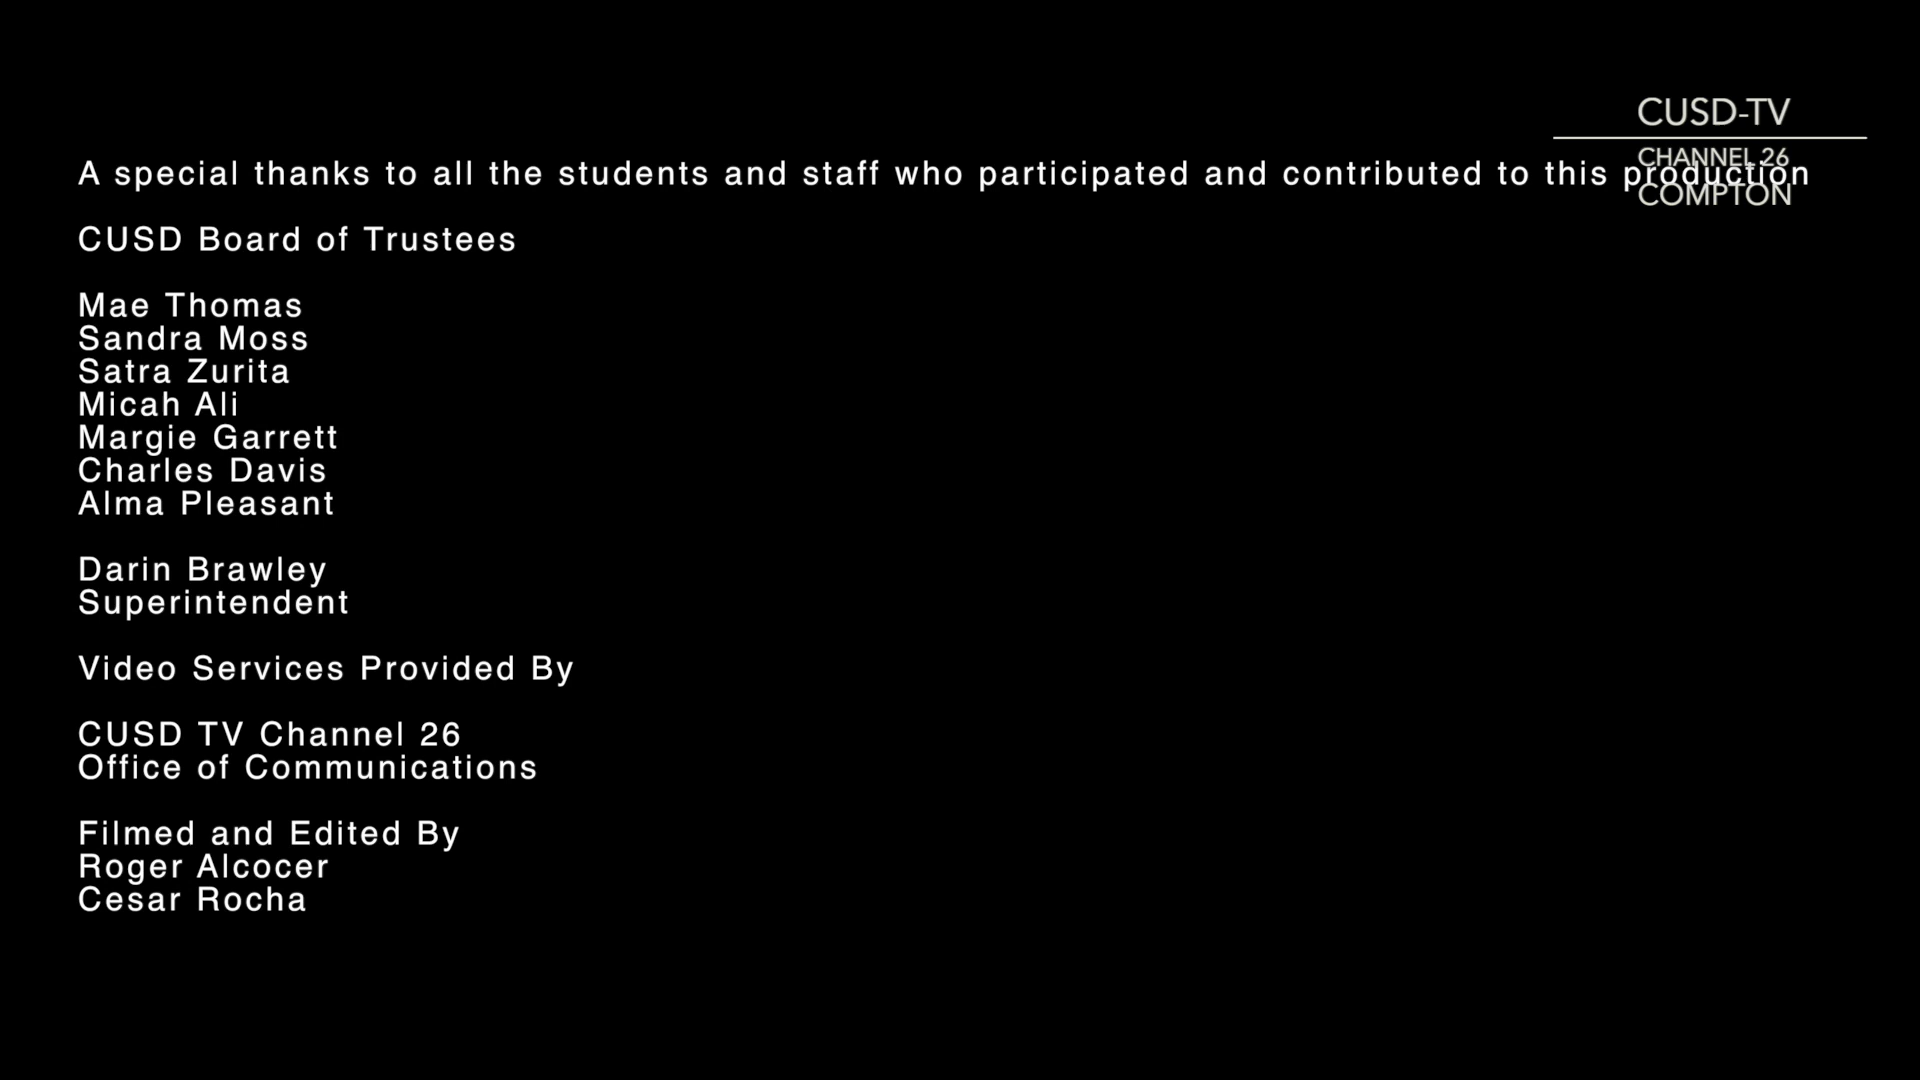 CUSD-TV
CHANNEL 26
COMPTON
A special thanks to all the students and staff who participated and contributed to this production
CUSD Board of Trustees
Mae Thomas
Sandra Moss
Satra Zurita
Micah Ali
Margie Garrett
Charles Davis
Alma Pleasant
Darin Brawley
Superintendent
Video Services Provided By
CUSD TV Channel 26
Office of Communications
Filmed and Edited By
Roger Alcocer
Cesar Rocha